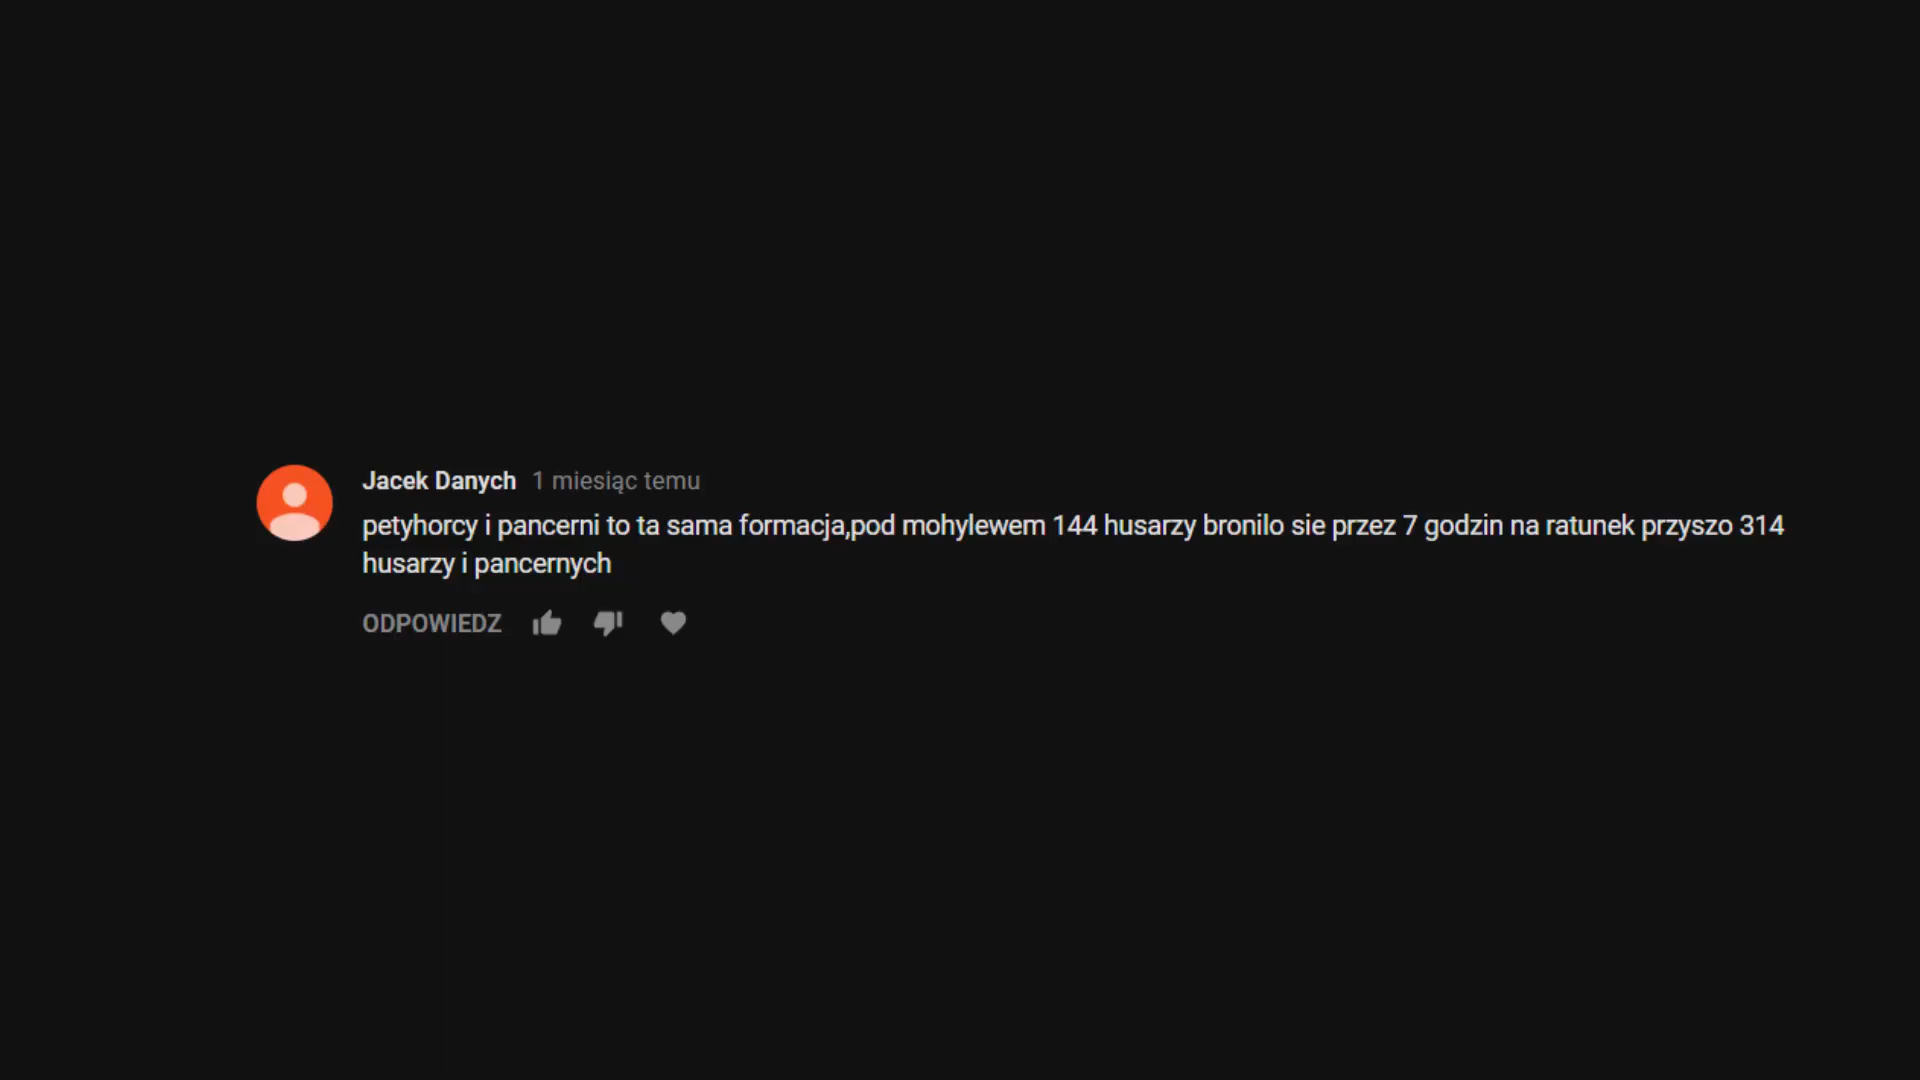 Jacek Danych 1 miesiąc temu
petyhorcy i pancerni to ta sama formacja,pod mohylewem 144 husarzy bronilo sie przez 7 godzin na ratunek przyszo 314
husarzy i pancernych
ODPOWIEDZ